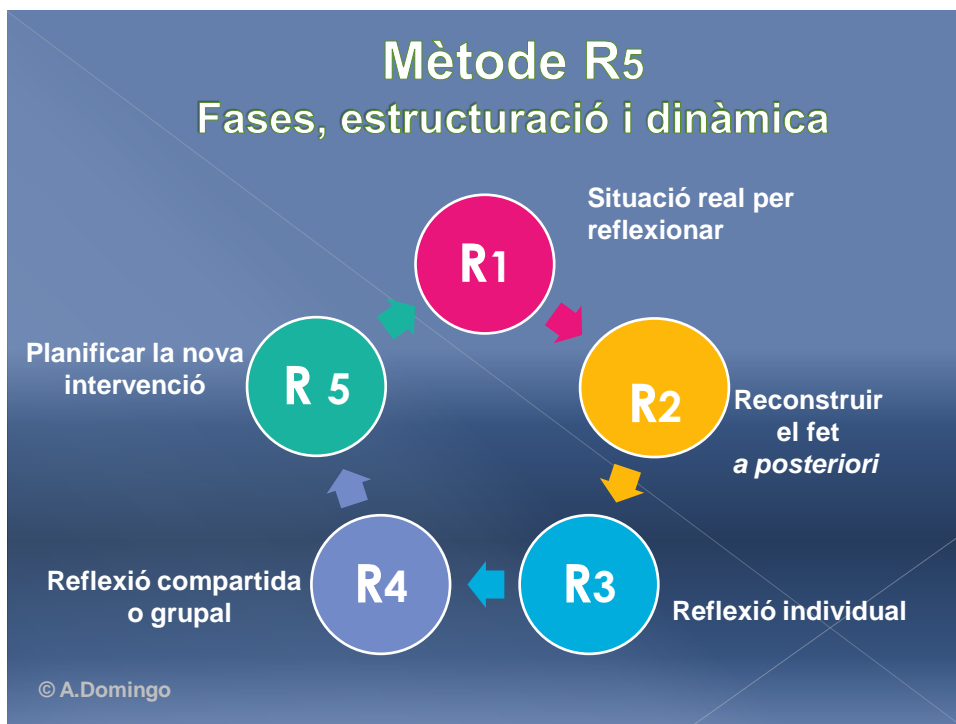 Mètode R5
Fases, estructuració i dinàmica
R1
Situació real per
reflexionar
R2
Reconstruir
el fet
a posteriori
R3
Reflexió individual
R4
Reflexió compartida
o grupal
R 5
Planificar la nova
intervenció
© A.Domingo